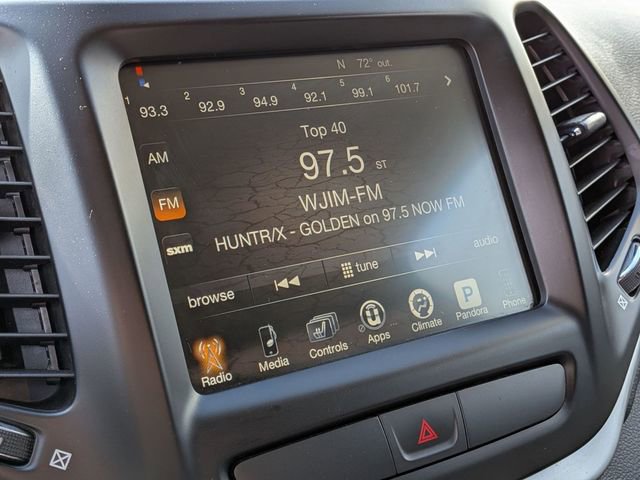 N 72° out.
1 93.3 2 92.9 3 94.9 4 92.1 5 99.1 6 101.7
Top 40
AM
97.5 ST
FM
WJIM-FM
HUNTR/X - GOLDEN on 97.5 NOW FM
sxm
browse tune audio
Radio Media Controls Apps Climate P Pandora Phone